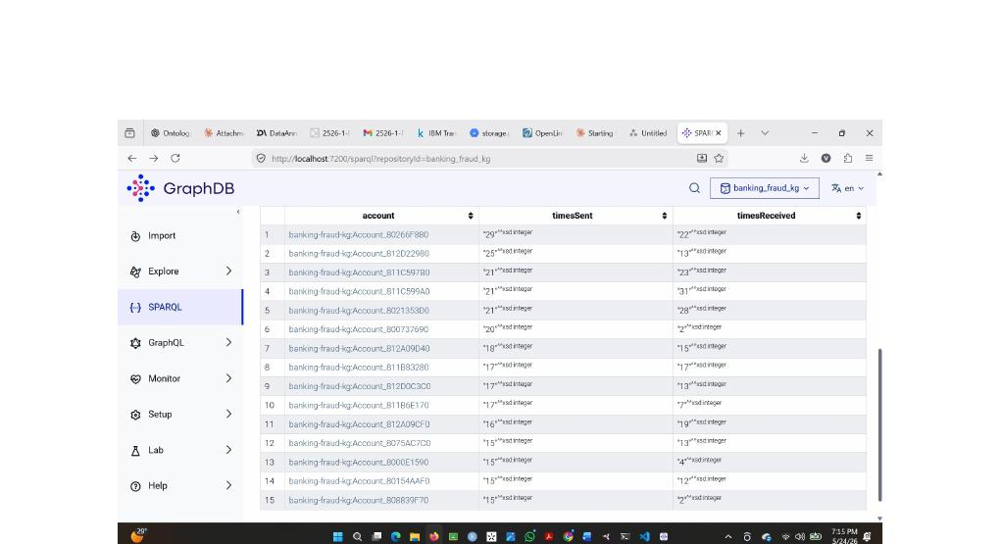 Ontolog
Attachm
DataAnn
2526-1-
2526-1-
IBM Tra
storage.c
OpenLin
Starting
Untitled
SPAR
http://localhost:7200/sparql?repositoryId=banking_fraud_kg
GraphDB
banking_fraud_kg
en
Import
Explore
SPARQL
GraphQL
Monitor
Setup
Lab
Help
account timesSent timesReceived
1 banking-fraud-kg:Account_80266F880 "29"^^xsd:integer "22"^^xsd:integer
2 banking-fraud-kg:Account_812D22980 "25"^^xsd:integer "13"^^xsd:integer
3 banking-fraud-kg:Account_811C597B0 "21"^^xsd:integer "23"^^xsd:integer
4 banking-fraud-kg:Account_811C599A0 "21"^^xsd:integer "31"^^xsd:integer
5 banking-fraud-kg:Account_8021353D0 "21"^^xsd:integer "28"^^xsd:integer
6 banking-fraud-kg:Account_800737690 "20"^^xsd:integer "2"^^xsd:integer
7 banking-fraud-kg:Account_812A09D40 "18"^^xsd:integer "15"^^xsd:integer
8 banking-fraud-kg:Account_811B83280 "17"^^xsd:integer "17"^^xsd:integer
9 banking-fraud-kg:Account_812D0C3C0 "17"^^xsd:integer "13"^^xsd:integer
10 banking-fraud-kg:Account_811B6E170 "17"^^xsd:integer "7"^^xsd:integer
11 banking-fraud-kg:Account_812A09CF0 "16"^^xsd:integer "19"^^xsd:integer
12 banking-fraud-kg:Account_8075AC7C0 "15"^^xsd:integer "13"^^xsd:integer
13 banking-fraud-kg:Account_8000E1590 "15"^^xsd:integer "4"^^xsd:integer
14 banking-fraud-kg:Account_80154AAF0 "15"^^xsd:integer "12"^^xsd:integer
15 banking-fraud-kg:Account_808839F70 "15"^^xsd:integer "2"^^xsd:integer
29°
7:15 PM
5/24/26